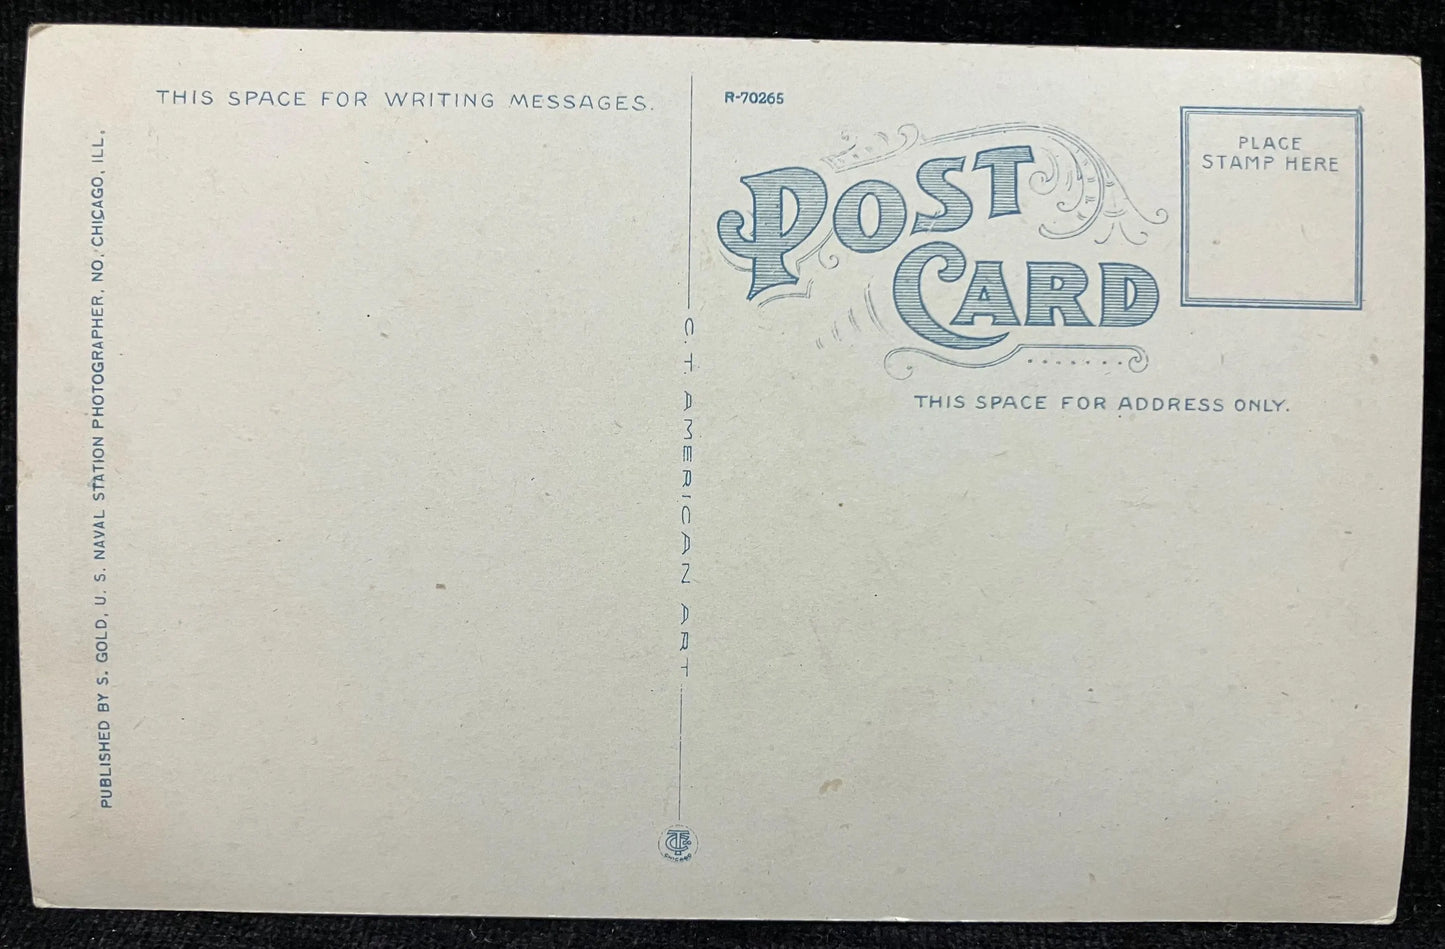 THIS SPACE FOR WRITING MESSAGES.
R-70265
PLACE
STAMP HERE
POST
CARD
THIS SPACE FOR ADDRESS ONLY.
PUBLISHED BY S. GOLD, U. S. NAVAL STATION PHOTOGRAPHER, NO. CHICAGO, ILL.
C. T. AMERICAN ART
CHICAGO